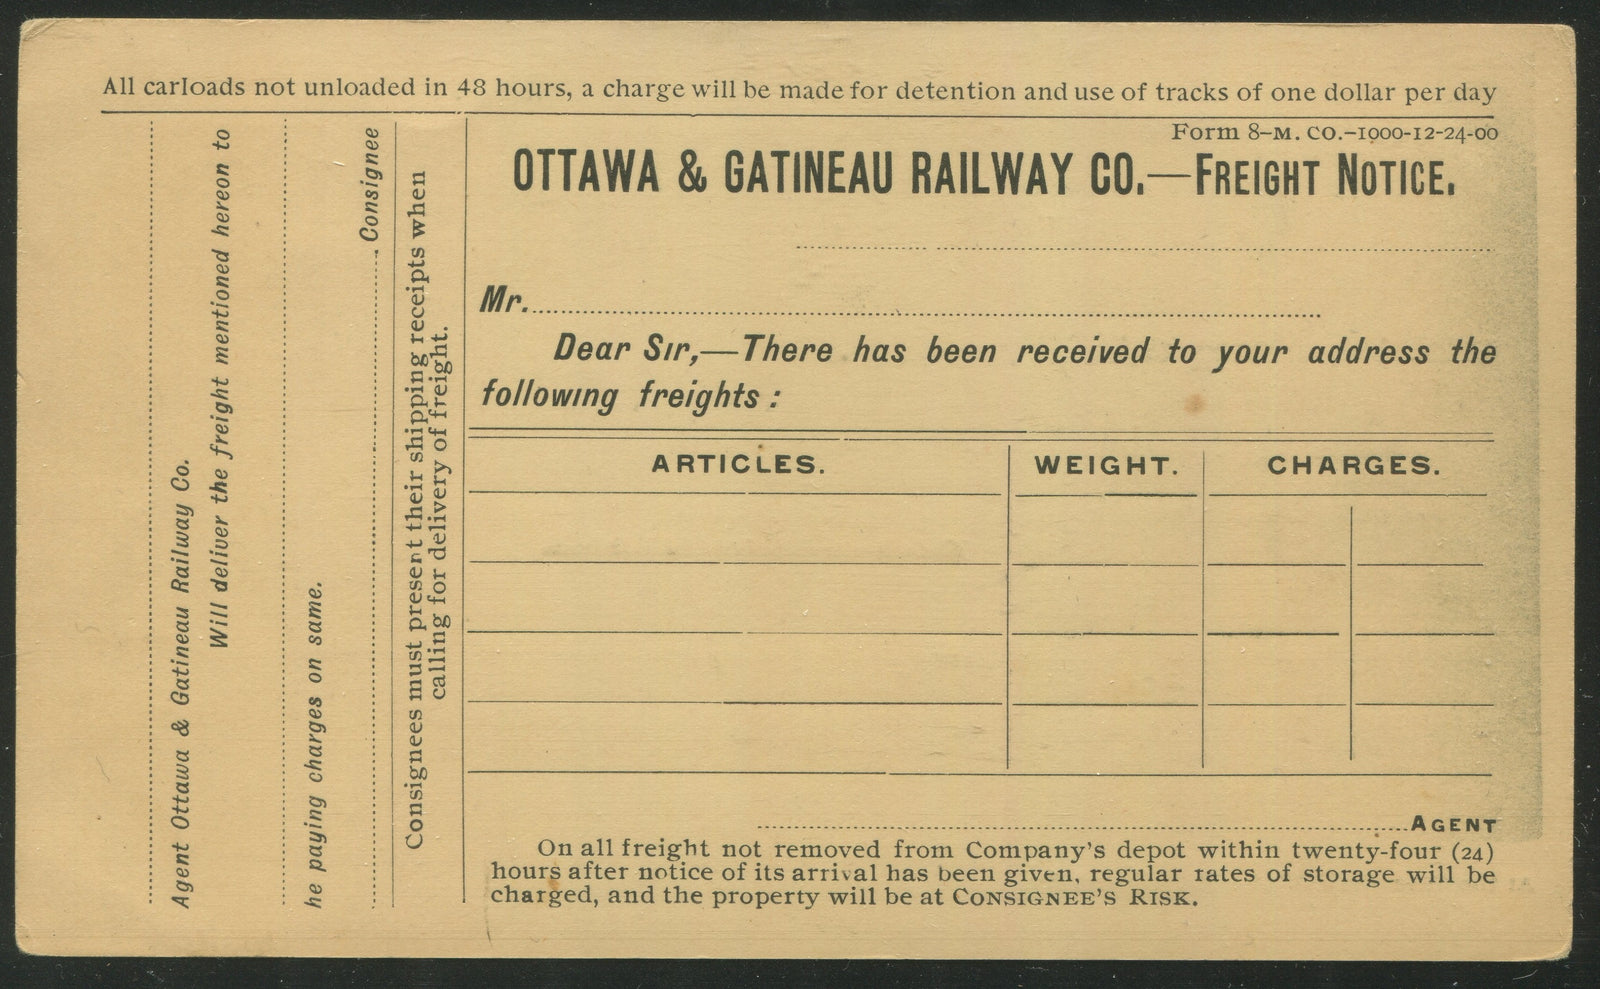 All carloads not unloaded in 48 hours, a charge will be made for detention and use of tracks of one dollar per day
Form 8–M. CO.–1000-12-24-00
OTTAWA & GATINEAU RAILWAY CO.—FREIGHT NOTICE.
Mr.
Dear Sir,—There has been received to your address the
following freights :
ARTICLES. WEIGHT. CHARGES.
AGENT
On all freight not removed from Company's depot within twenty-four (24)
hours after notice of its arrival has been given, regular rates of storage will be
charged, and the property will be at CONSIGNEE'S RISK.
Agent Ottawa & Gatineau Railway Co.
Will deliver the freight mentioned hereon to
he paying charges on same.
Consignee
Consignees must present their shipping receipts when
calling for delivery of freight.